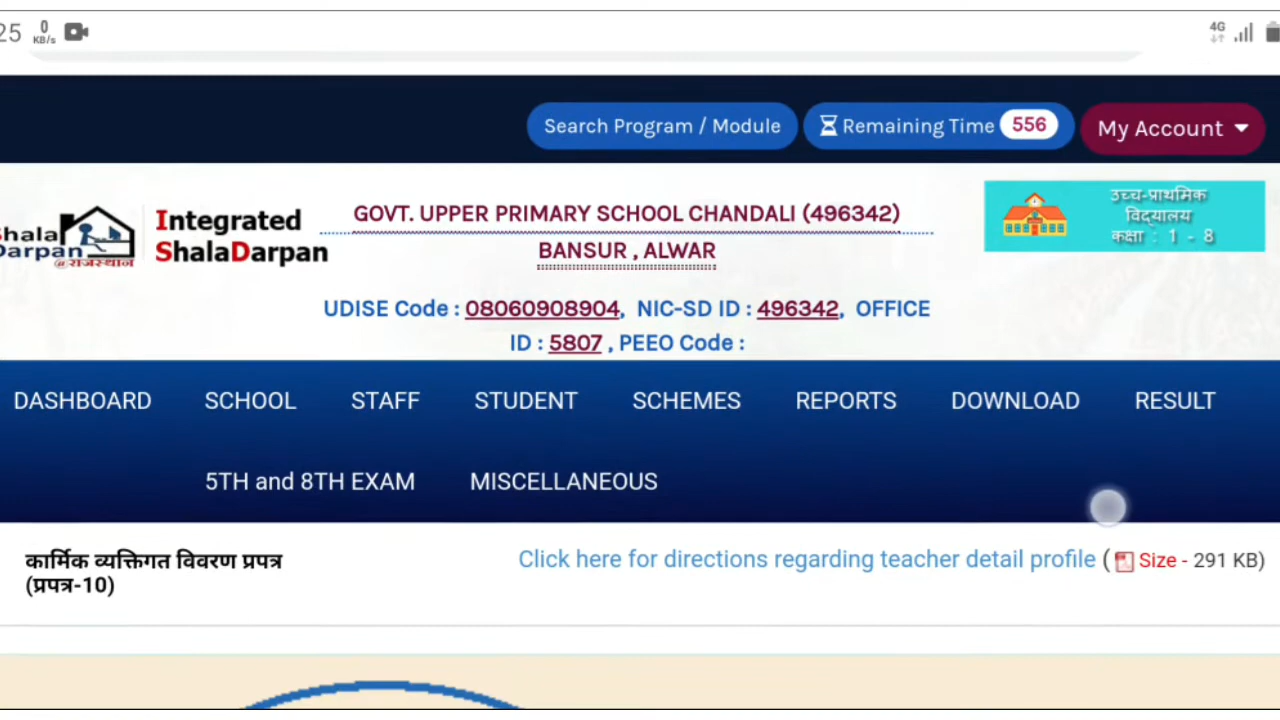 25 0 KB/s 4G
Search Program / Module Remaining Time 556 My Account
Shala Darpan @राजस्थान
Integrated
ShalaDarpan
GOVT. UPPER PRIMARY SCHOOL CHANDALI (496342)
BANSUR , ALWAR
उच्च-प्राथमिक
विद्यालय
कक्षा : 1 - 8
UDISE Code : 08060908904, NIC-SD ID : 496342, OFFICE
ID : 5807 , PEEO Code :
DASHBOARD SCHOOL STAFF STUDENT SCHEMES REPORTS DOWNLOAD RESULT
5TH and 8TH EXAM MISCELLANEOUS
कार्मिक व्यक्तिगत विवरण प्रपत्र
(प्रपत्र-10)
Click here for directions regarding teacher detail profile ( Size - 291 KB)